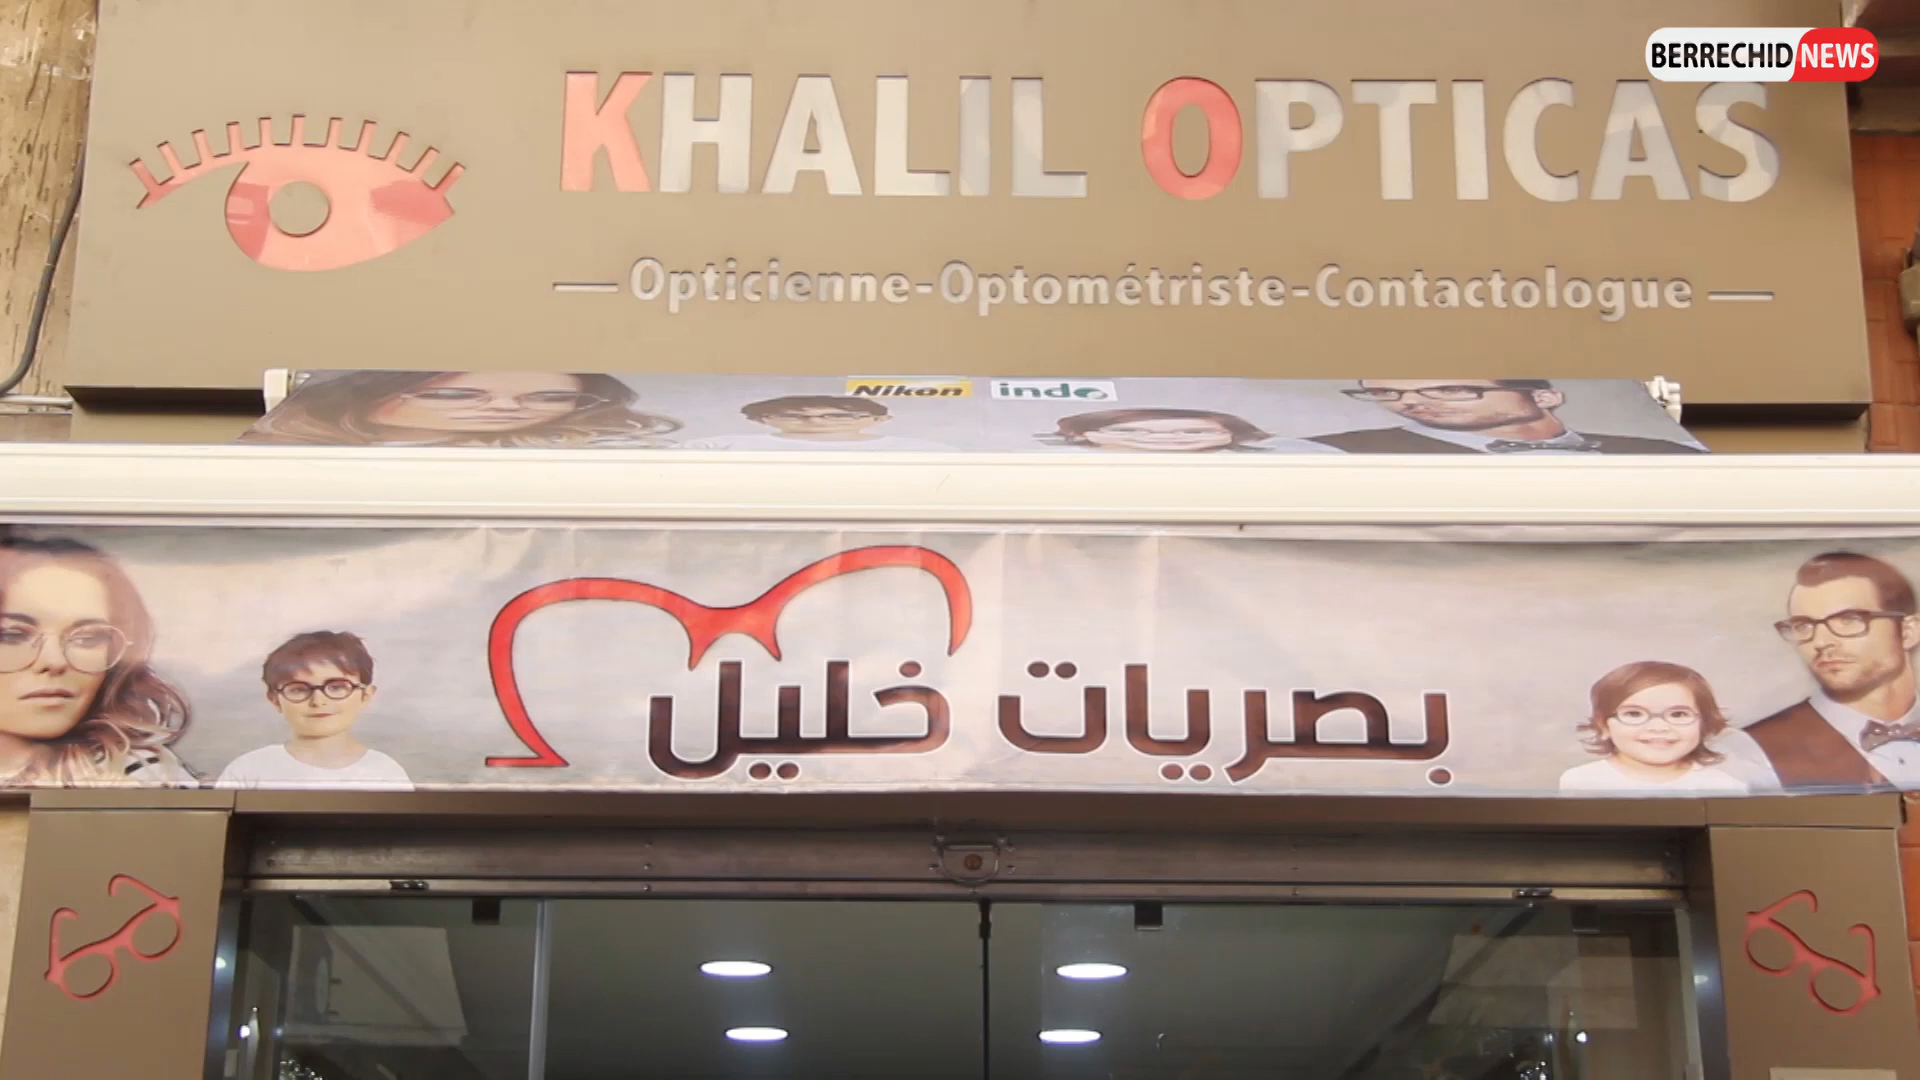 BERRECHID NEWS
KHALIL OPTICAS
Opticienne-Optométriste-Contactologue
Nikon indo
بصريات خليل